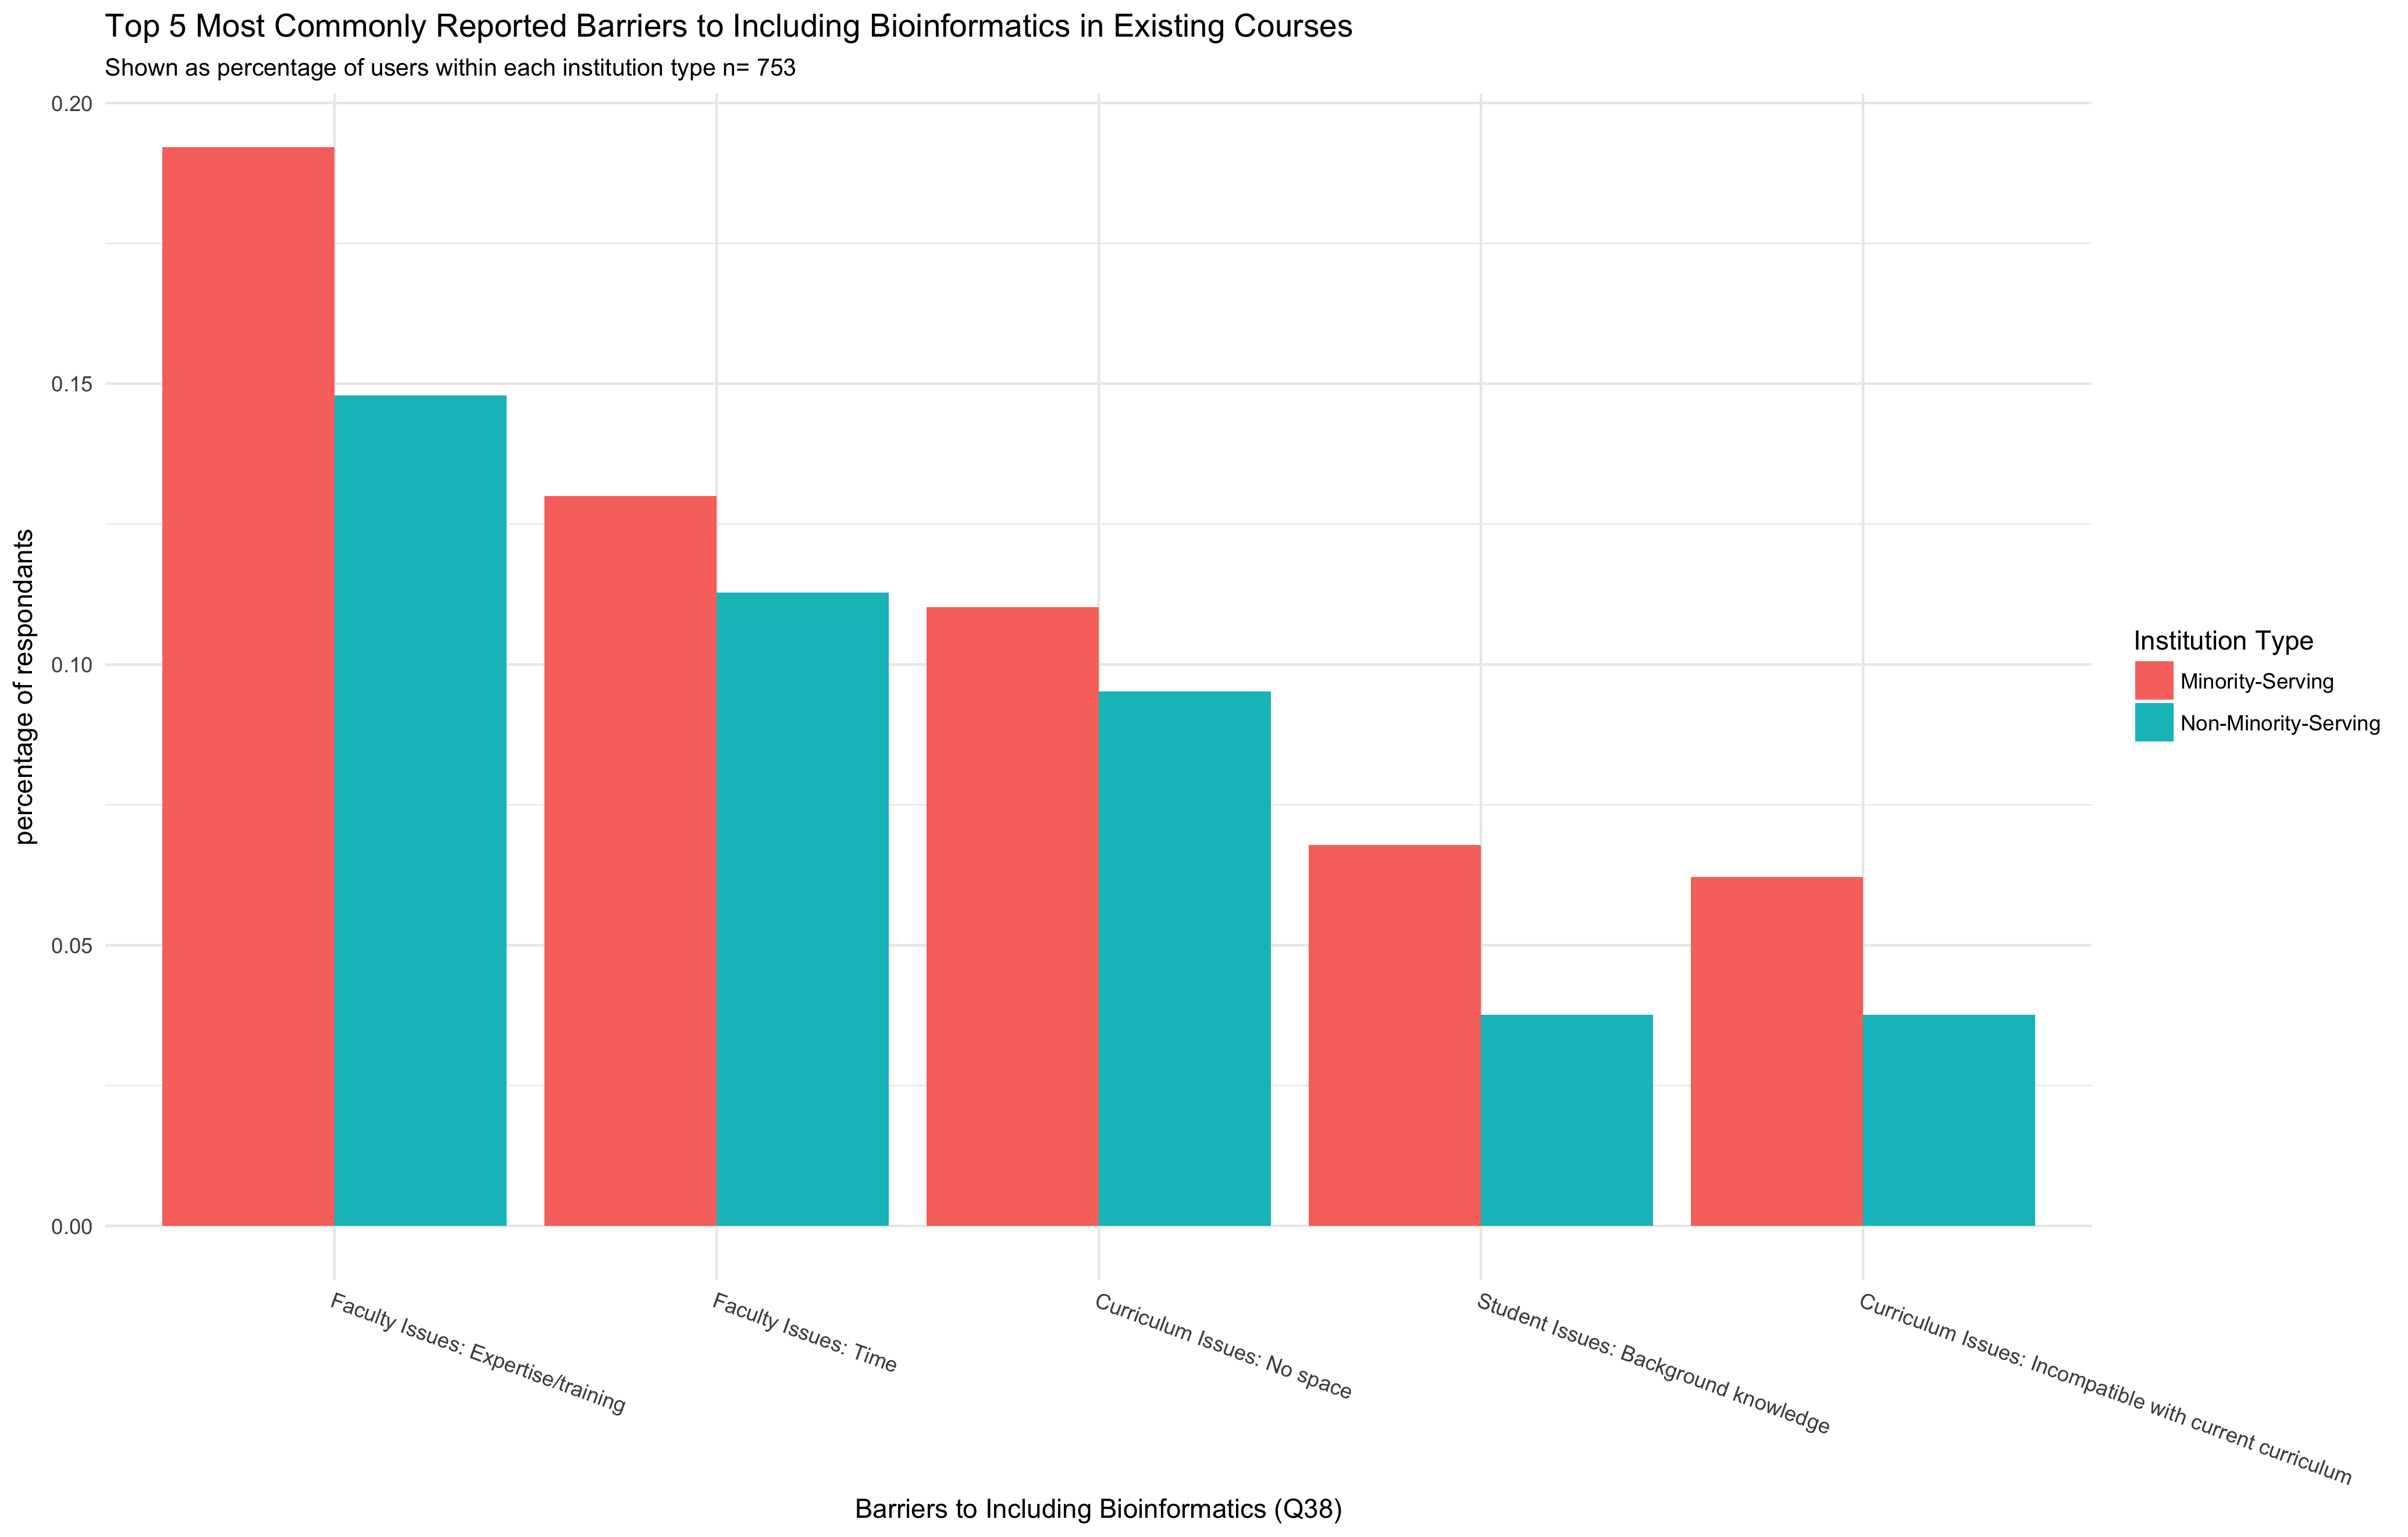 Top 5 Most Commonly Reported Barriers to Including Bioinformatics in Existing Courses
Shown as percentage of users within each institution type n= 753
percentage of respondants
0.20
0.15
0.10
0.05
0.00
Faculty Issues: Expertise/training
Faculty Issues: Time
Curriculum Issues: No space
Student Issues: Background knowledge
Curriculum Issues: Incompatible with current curriculum
Barriers to Including Bioinformatics (Q38)
Institution Type
Minority-Serving
Non-Minority-Serving